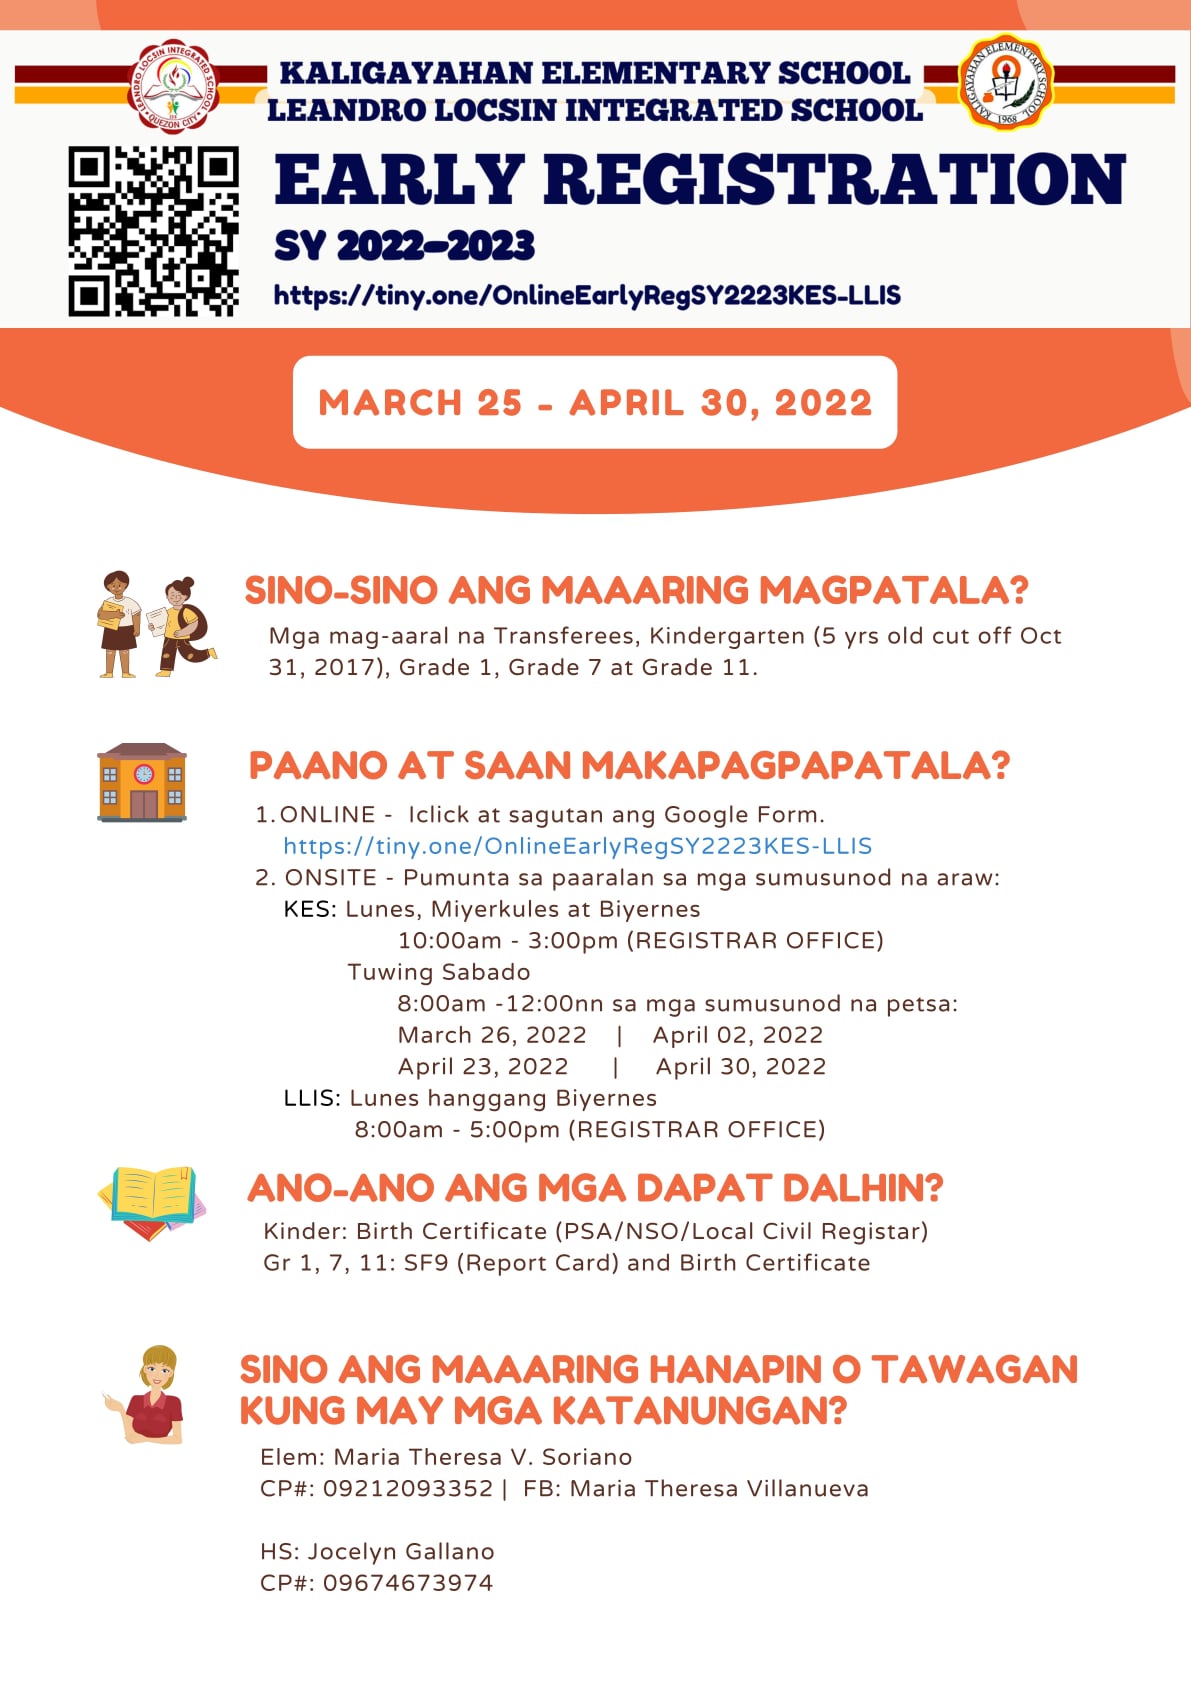 KALIGAYAHAN ELEMENTARY SCHOOL
LEANDRO LOCSIN INTEGRATED SCHOOL
LEANDRO LOCSIN INTEGRATED SCHOOL
QUEZON CITY
KALIGAYAHAN ELEMENTARY SCHOOL
1968
EARLY REGISTRATION
SY 2022–2023
https://tiny.one/OnlineEarlyRegSY2223KES-LLIS
MARCH 25 - APRIL 30, 2022
SINO-SINO ANG MAAARING MAGPATALA?
Mga mag-aaral na Transferees, Kindergarten (5 yrs old cut off Oct
31, 2017), Grade 1, Grade 7 at Grade 11.
PAANO AT SAAN MAKAPAGPAPATALA?
1. ONLINE - Iclick at sagutan ang Google Form.
https://tiny.one/OnlineEarlyRegSY2223KES-LLIS
2. ONSITE - Pumunta sa paaralan sa mga sumusunod na araw:
KES: Lunes, Miyerkules at Biyernes
10:00am - 3:00pm (REGISTRAR OFFICE)
Tuwing Sabado
8:00am -12:00nn sa mga sumusunod na petsa:
March 26, 2022 | April 02, 2022
April 23, 2022 | April 30, 2022
LLIS: Lunes hanggang Biyernes
8:00am - 5:00pm (REGISTRAR OFFICE)
ANO-ANO ANG MGA DAPAT DALHIN?
Kinder: Birth Certificate (PSA/NSO/Local Civil Registar)
Gr 1, 7, 11: SF9 (Report Card) and Birth Certificate
SINO ANG MAAARING HANAPIN O TAWAGAN
KUNG MAY MGA KATANUNGAN?
Elem: Maria Theresa V. Soriano
CP#: 09212093352 | FB: Maria Theresa Villanueva
HS: Jocelyn Gallano
CP#: 09674673974